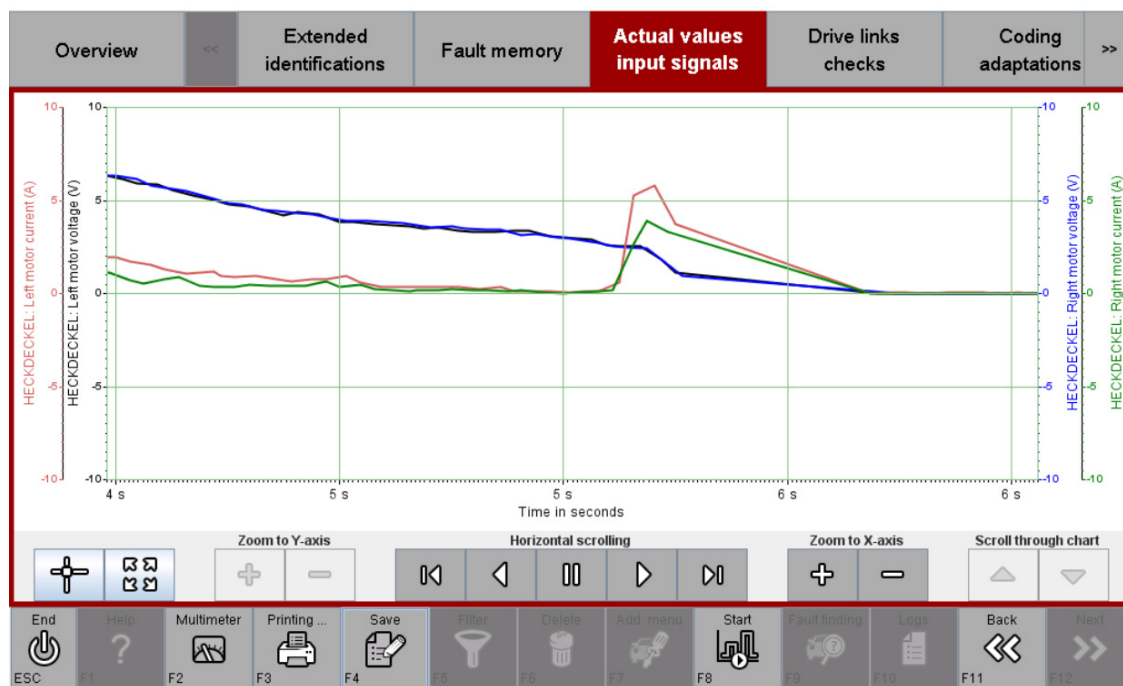 Overview
<<
Extended
identifications
Fault memory
Actual values
input signals
Drive links
checks
Coding
adaptations
>>
10
10
10
10
5
5
5
5
0
0
0
0
-5
-5
-5
-5
-10
-10
-10
-10
HECKDECKEL: Left motor current (A)
HECKDECKEL: Left motor voltage (V)
HECKDECKEL: Right motor voltage (V)
HECKDECKEL: Right motor current (A)
4 s
5 s
5 s
6 s
6 s
Time in seconds
Zoom to Y-axis
Horizontal scrolling
Zoom to X-axis
Scroll through chart
End
Help
Multimeter
Printing ...
Save
Filter
Delete
Add. menu
Start
Fault finding
Logs
Back
Next
ESC
F1
F2
F3
F4
F5
F6
F7
F8
F9
F10
F11
F12